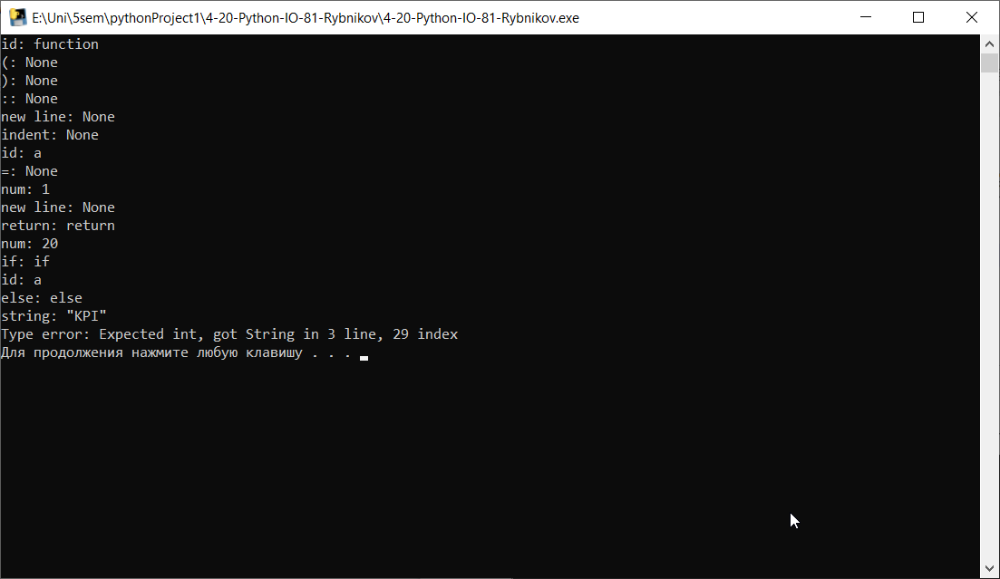 E:\Uni\5sem\pythonProject1\4-20-Python-IO-81-Rybnikov\4-20-Python-IO-81-Rybnikov.exe
id: function
(: None
): None
:: None
new line: None
indent: None
id: a
=: None
num: 1
new line: None
return: return
num: 20
if: if
id: a
else: else
string: "KPI"
Type error: Expected int, got String in 3 line, 29 index
Для продолжения нажмите любую клавишу . . .